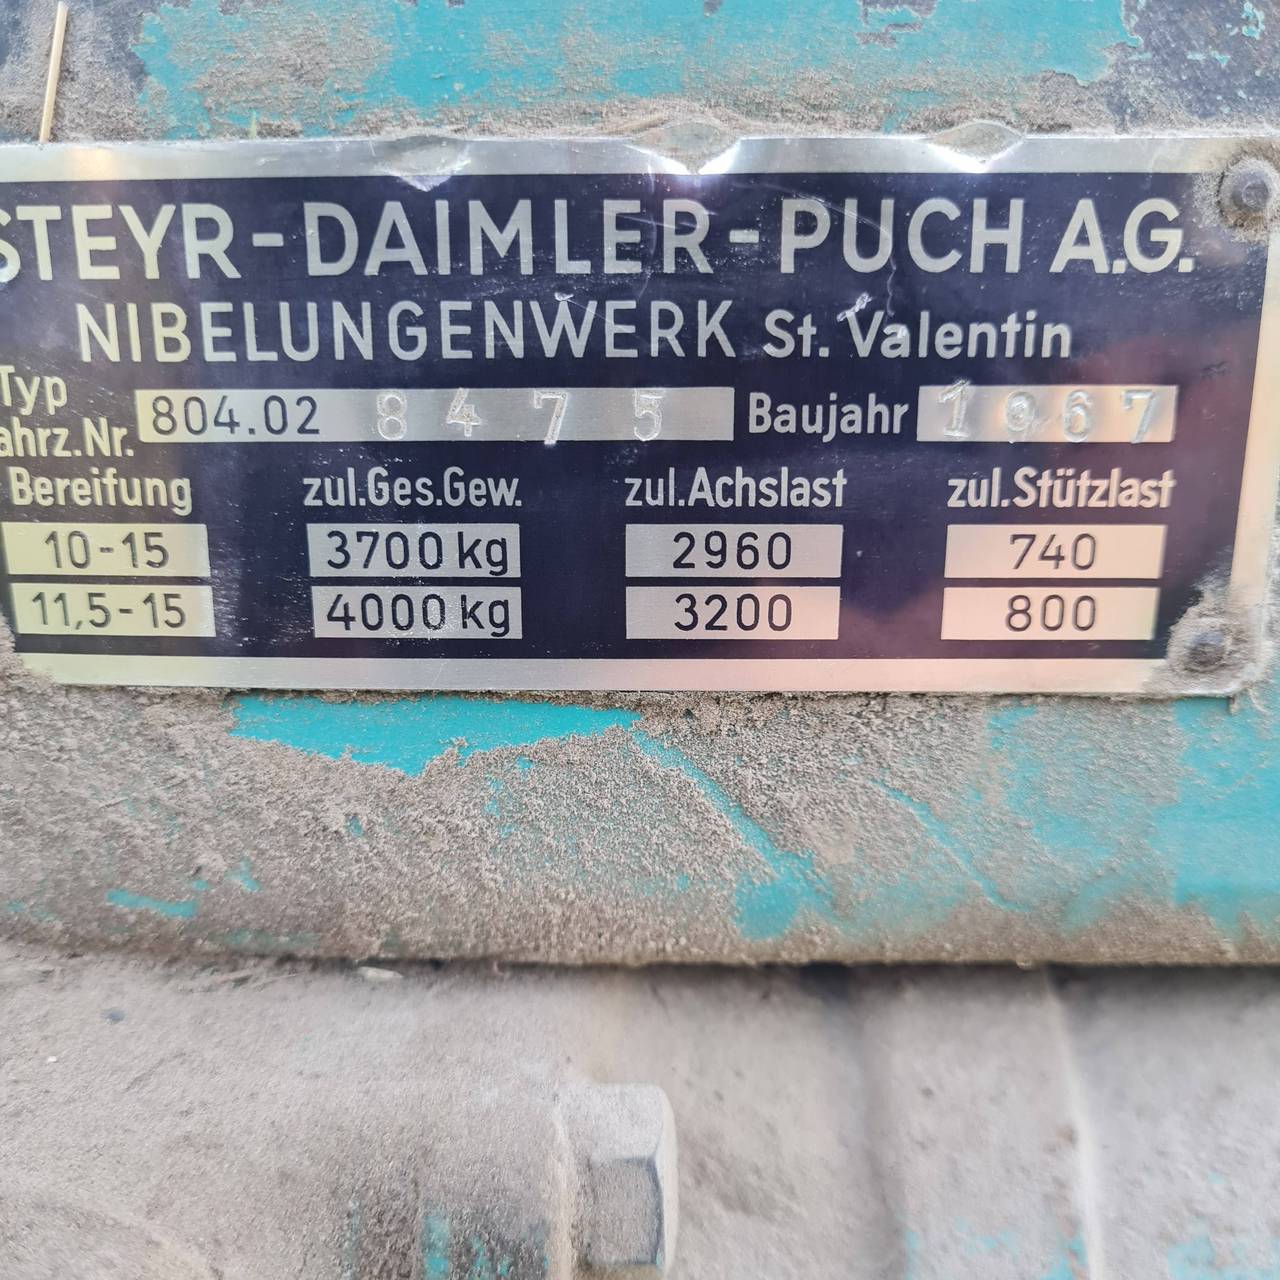 STEYR-DAIMLER-PUCH A.G.
NIBELUNGENWERK St. Valentin
Typ
ahrz.Nr. 804.02 8475 Baujahr 1967
Bereifung zul.Ges.Gew. zul.Achslast zul.Stützlast
10-15 3700 kg 2960 740
11,5-15 4000 kg 3200 800